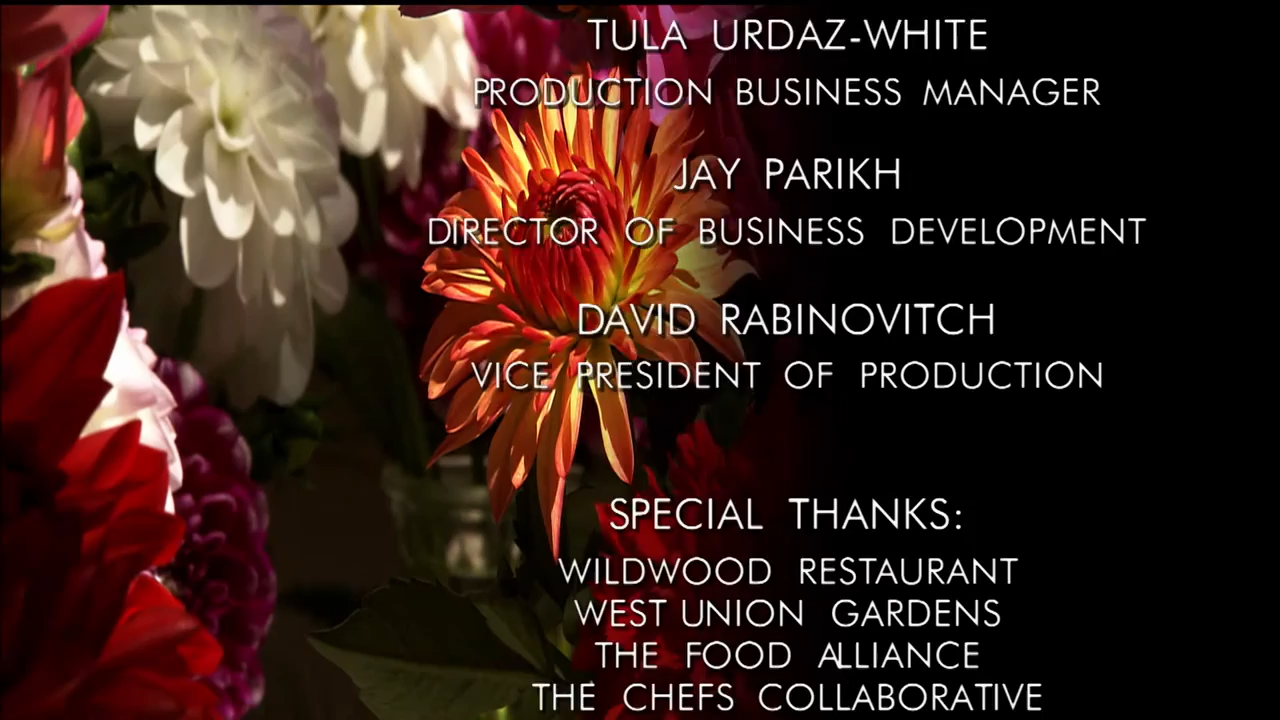 TULA URDAZ-WHITE
PRODUCTION BUSINESS MANAGER
JAY PARIKH
DIRECTOR OF BUSINESS DEVELOPMENT
DAVID RABINOVITCH
VICE PRESIDENT OF PRODUCTION
SPECIAL THANKS:
WILDWOOD RESTAURANT
WEST UNION GARDENS
THE FOOD ALLIANCE
THE CHEFS COLLABORATIVE